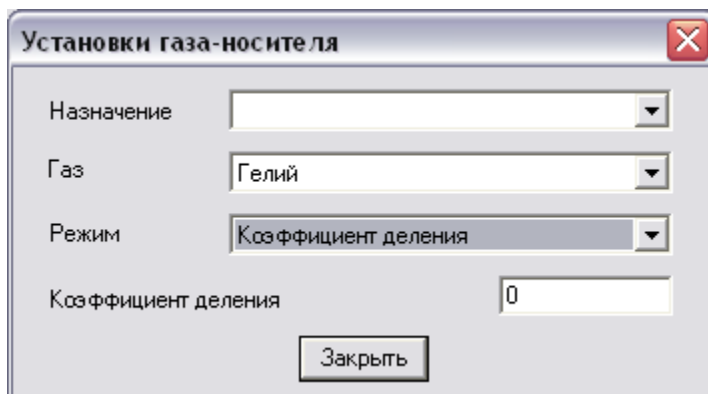 Установки газа-носителя
Назначение
Газ Гелий
Режим Коэффициент деления
Коэффициент деления 0
Закрыть